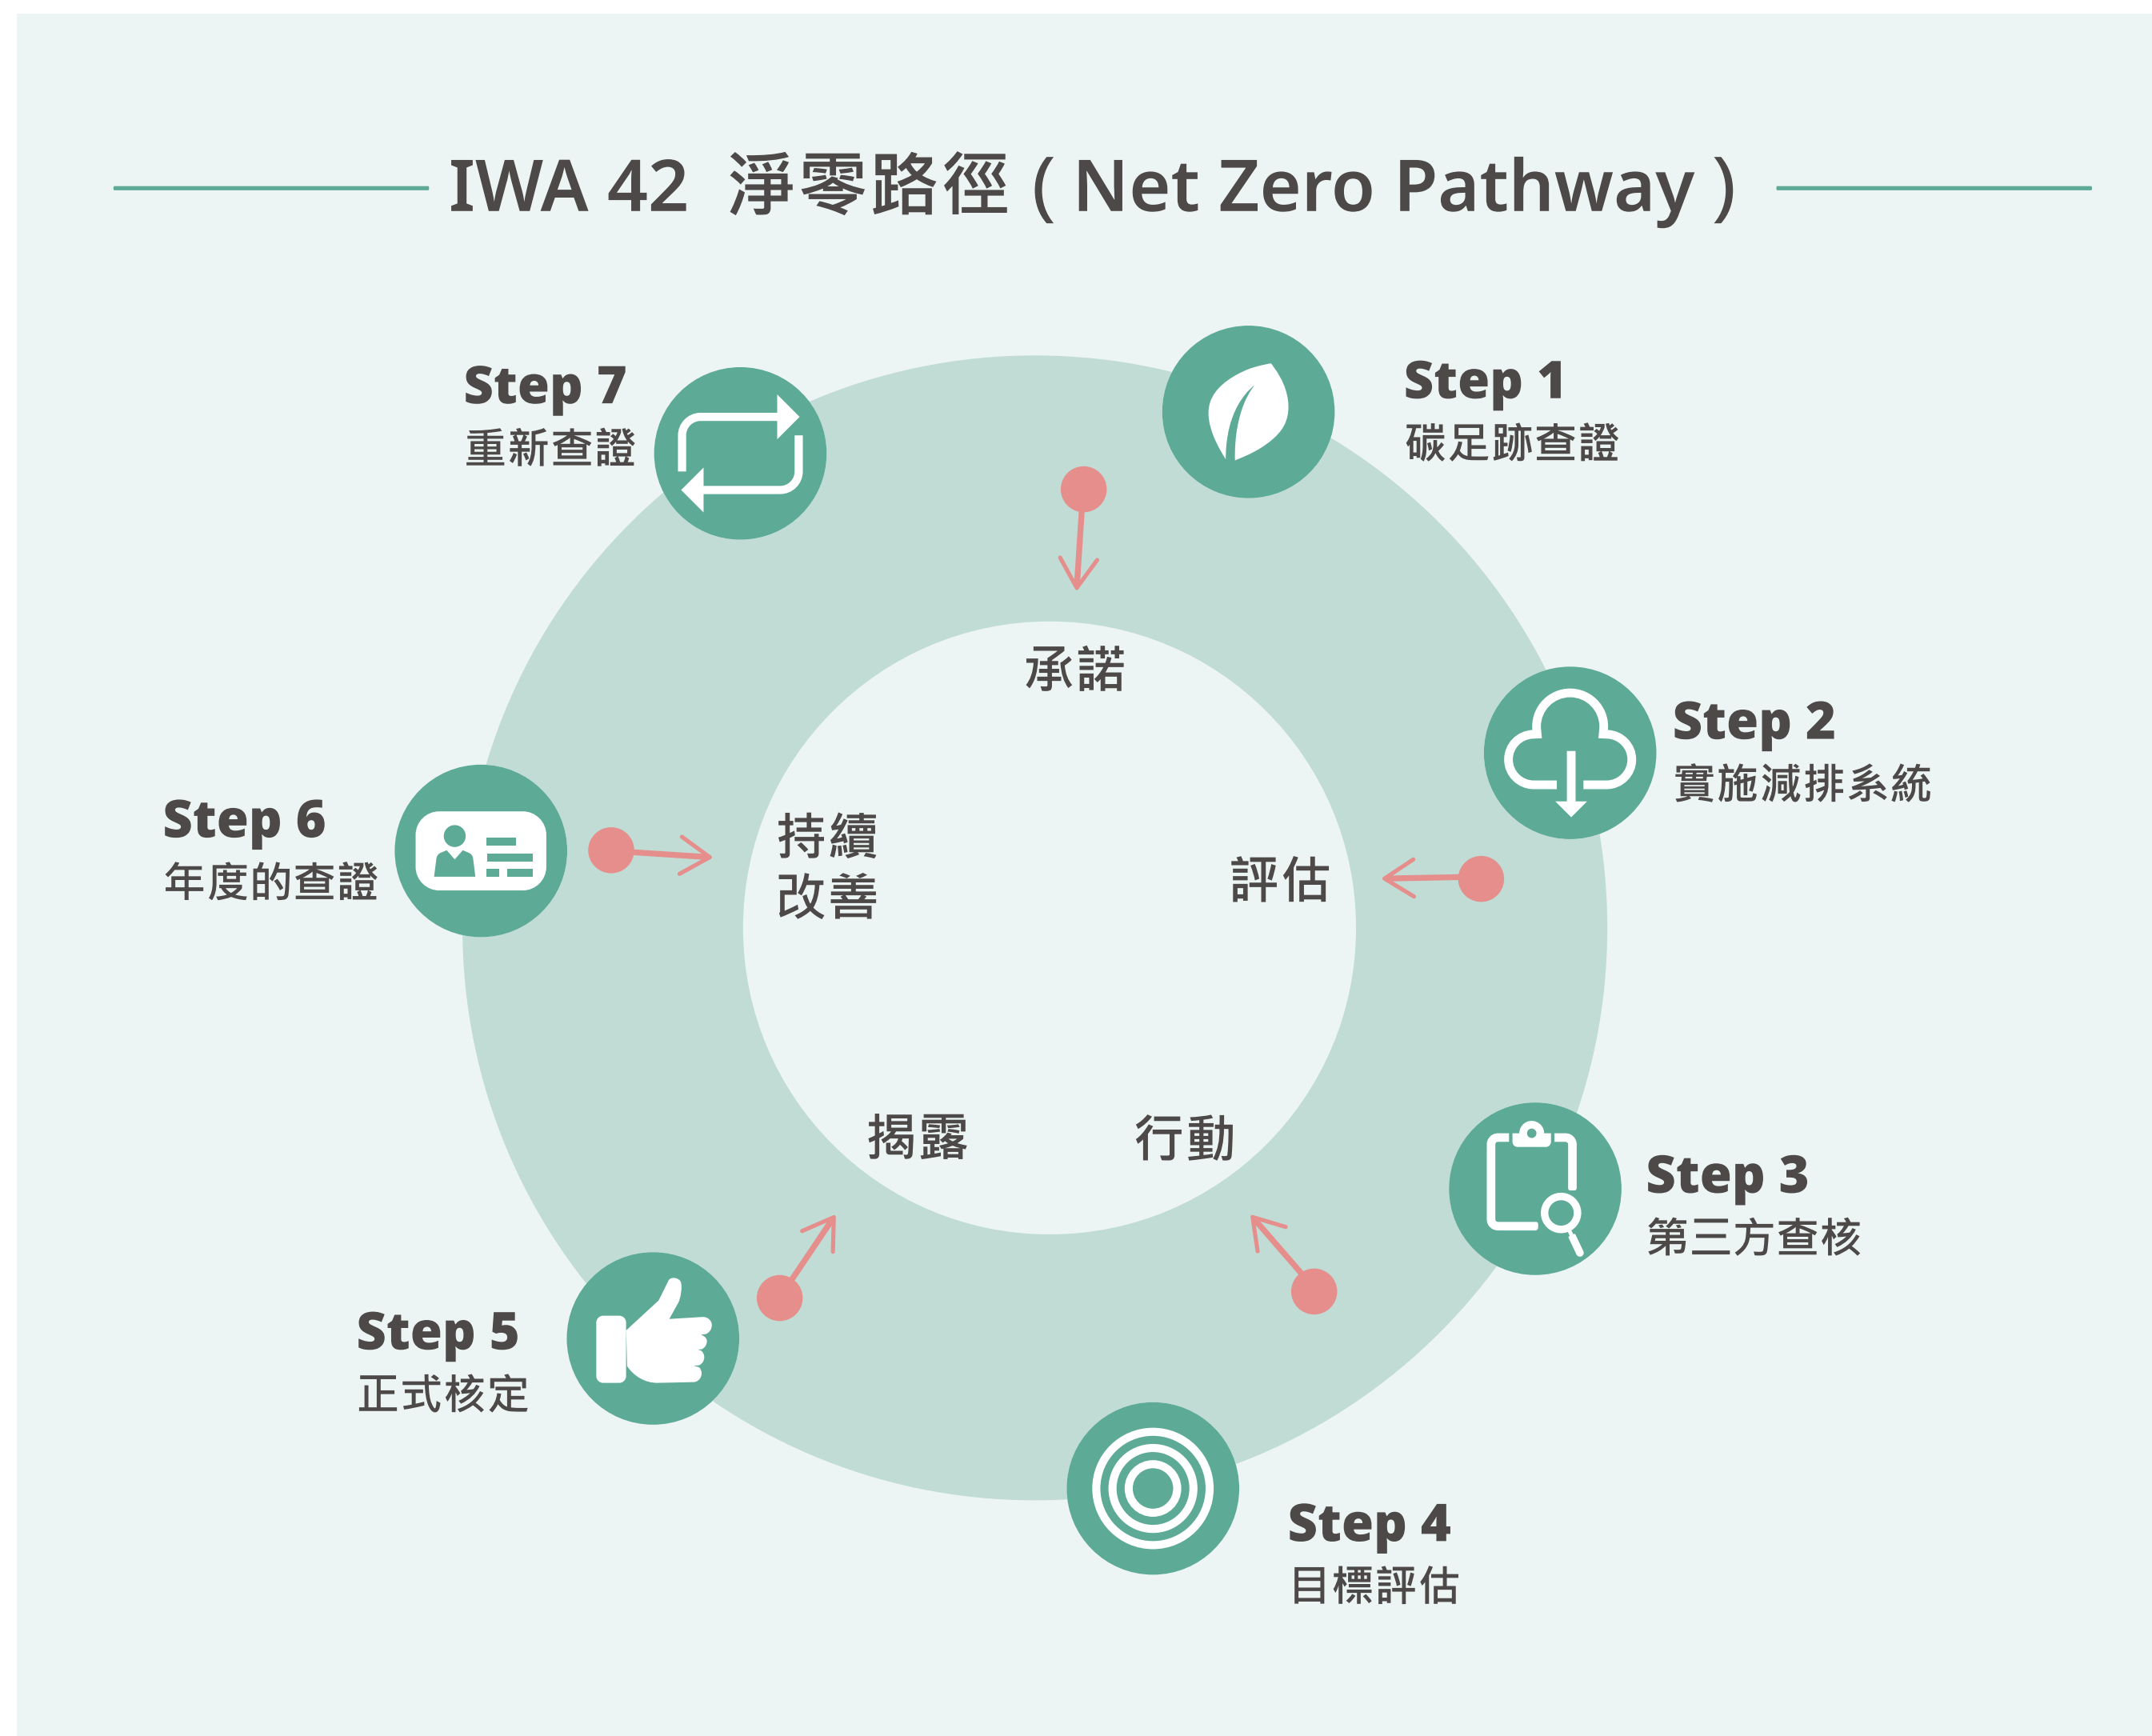 IWA 42 淨零路徑 ( Net Zero Pathway )
Step 1
碳足跡查證
Step 2
實施減排系統
Step 3
第三方查核
Step 4
目標評估
Step 5
正式核定
Step 6
年度的查證
Step 7
重新查證
承諾
評估
行動
揭露
持續
改善